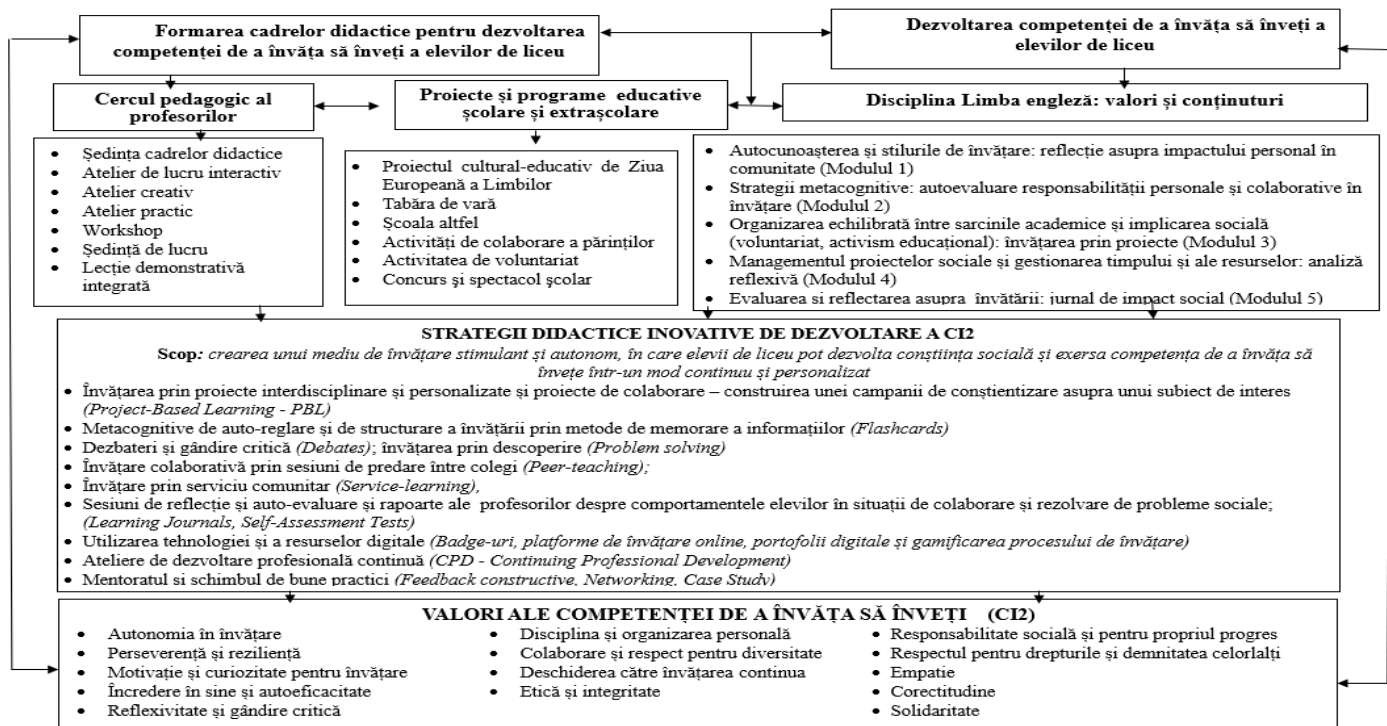 Formarea cadrelor didactice pentru dezvoltarea
competenței de a învăța să înveți a elevilor de liceu
Dezvoltarea competenței de a învăța să înveți a
elevilor de liceu
Cercul pedagogic al
profesorilor
Proiecte și programe educative
școlare și extrașcolare
Disciplina Limba engleză: valori și conținuturi
• Ședința cadrelor didactice
• Atelier de lucru interactiv
• Atelier creativ
• Atelier practic
• Workshop
• Ședință de lucru
• Lecție demonstrativă
integrată
• Proiectul cultural-educativ de Ziua
Europeană a Limbilor
• Tabăra de vară
• Școala altfel
• Activități de colaborare a părinților
• Activitatea de voluntariat
• Concurs şi spectacol școlar
• Autocunoașterea și stilurile de învățare: reflecție asupra impactului personal în
comunitate (Modulul 1)
• Strategii metacognitive: autoevaluare responsabilității personale și colaborative în
învățare (Modulul 2)
• Organizarea echilibrată între sarcinile academice și implicarea socială
(voluntariat, activism educațional): învățarea prin proiecte (Modulul 3)
• Managementul proiectelor sociale și gestionarea timpului și ale resurselor: analiză
reflexivă (Modulul 4)
• Evaluarea si reflectarea asupra învățării: jurnal de impact social (Modulul 5)
STRATEGII DIDACTICE INOVATIVE DE DEZVOLTARE A CI2
Scop: crearea unui mediu de învățare stimulant și autonom, în care elevii de liceu pot dezvolta conștiința socială și exersa competența de a învăța să
învețe într-un mod continuu și personalizat
• Învățarea prin proiecte interdisciplinare și personalizate și proiecte de colaborare – construirea unei campanii de conștientizare asupra unui subiect de interes
(Project-Based Learning - PBL)
• Metacognitive de auto-reglare și de structurare a învățării prin metode de memorare a informațiilor (Flashcards)
• Dezbateri și gândire critică (Debates); învățarea prin descoperire (Problem solving)
• Învățare colaborativă prin sesiuni de predare între colegi (Peer-teaching);
• Învățare prin serviciu comunitar (Service-learning),
• Sesiuni de reflecție și auto-evaluare și rapoarte ale profesorilor despre comportamentele elevilor în situații de colaborare și rezolvare de probleme sociale;
(Learning Journals, Self-Assessment Tests)
• Utilizarea tehnologiei și a resurselor digitale (Badge-uri, platforme de învățare online, portofolii digitale și gamificarea procesului de învățare)
• Ateliere de dezvoltare profesională continuă (CPD - Continuing Professional Development)
• Mentoratul si schimbul de bune practici (Feedback constructive, Networking, Case Study)
VALORI ALE COMPETENȚEI DE A ÎNVĂȚA SĂ ÎNVEȚI (CI2)
• Autonomia în învățare
• Perseverență și reziliență
• Motivație și curiozitate pentru învățare
• Încredere în sine și autoeficacitate
• Reflexivitate și gândire critică
• Disciplina și organizarea personală
• Colaborare și respect pentru diversitate
• Deschiderea către învățarea continua
• Etică și integritate
• Responsabilitate socială și pentru propriul progres
• Respectul pentru drepturile și demnitatea celorlalți
• Empatie
• Corectitudine
• Solidaritate